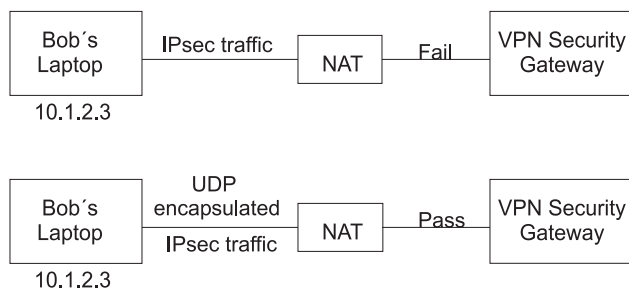 Bob´s
Laptop
IPsec traffic
NAT
Fail
VPN Security
Gateway
10.1.2.3
Bob´s
Laptop
UDP
encapsulated
IPsec traffic
NAT
Pass
VPN Security
Gateway
10.1.2.3